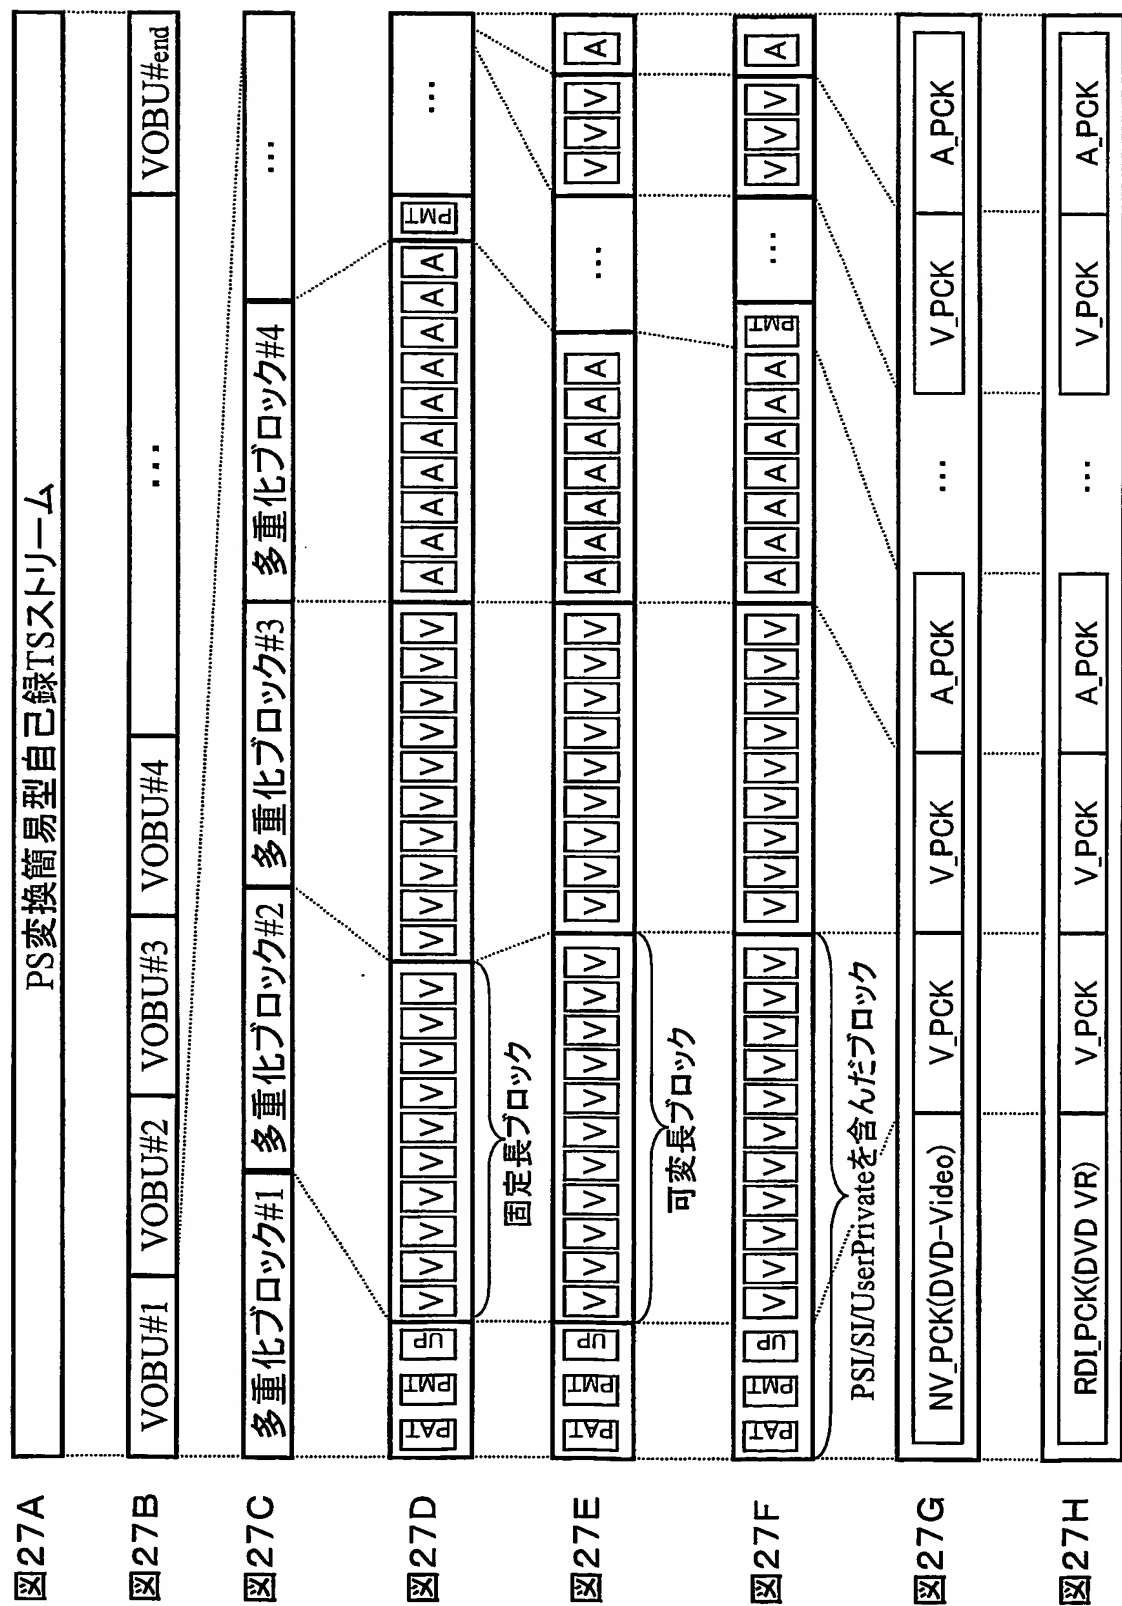 図27A
PS変換簡易型自己録TSストリーム
図27B
VOBU#1 VOBU#2 VOBU#3 VOBU#4 ... VOBU#end
図27C
多重化ブロック#1 多重化ブロック#2 多重化ブロック#3 多重化ブロック#4 ...
図27D
PAT PMT UP V V V V V V V V V V V V V V V V V V V V A A A A A A A A A A PMT ...
固定長ブロック
図27E
PAT PMT UP V V V V V V V V V V V V V V V V V V V V A A A A A A A ... V V V A
可変長ブロック
図27F
PAT PMT UP V V V V V V V V V V V V V V V V V V V V A A A A A A A PMT ... V V V A
PSI/SI/UserPrivateを含んだブロック
図27G
NV_PCK(DVD-Video) V_PCK V_PCK A_PCK ... V_PCK A_PCK
図27H
RDI_PCK(DVD VR) V_PCK V_PCK A_PCK ... V_PCK A_PCK